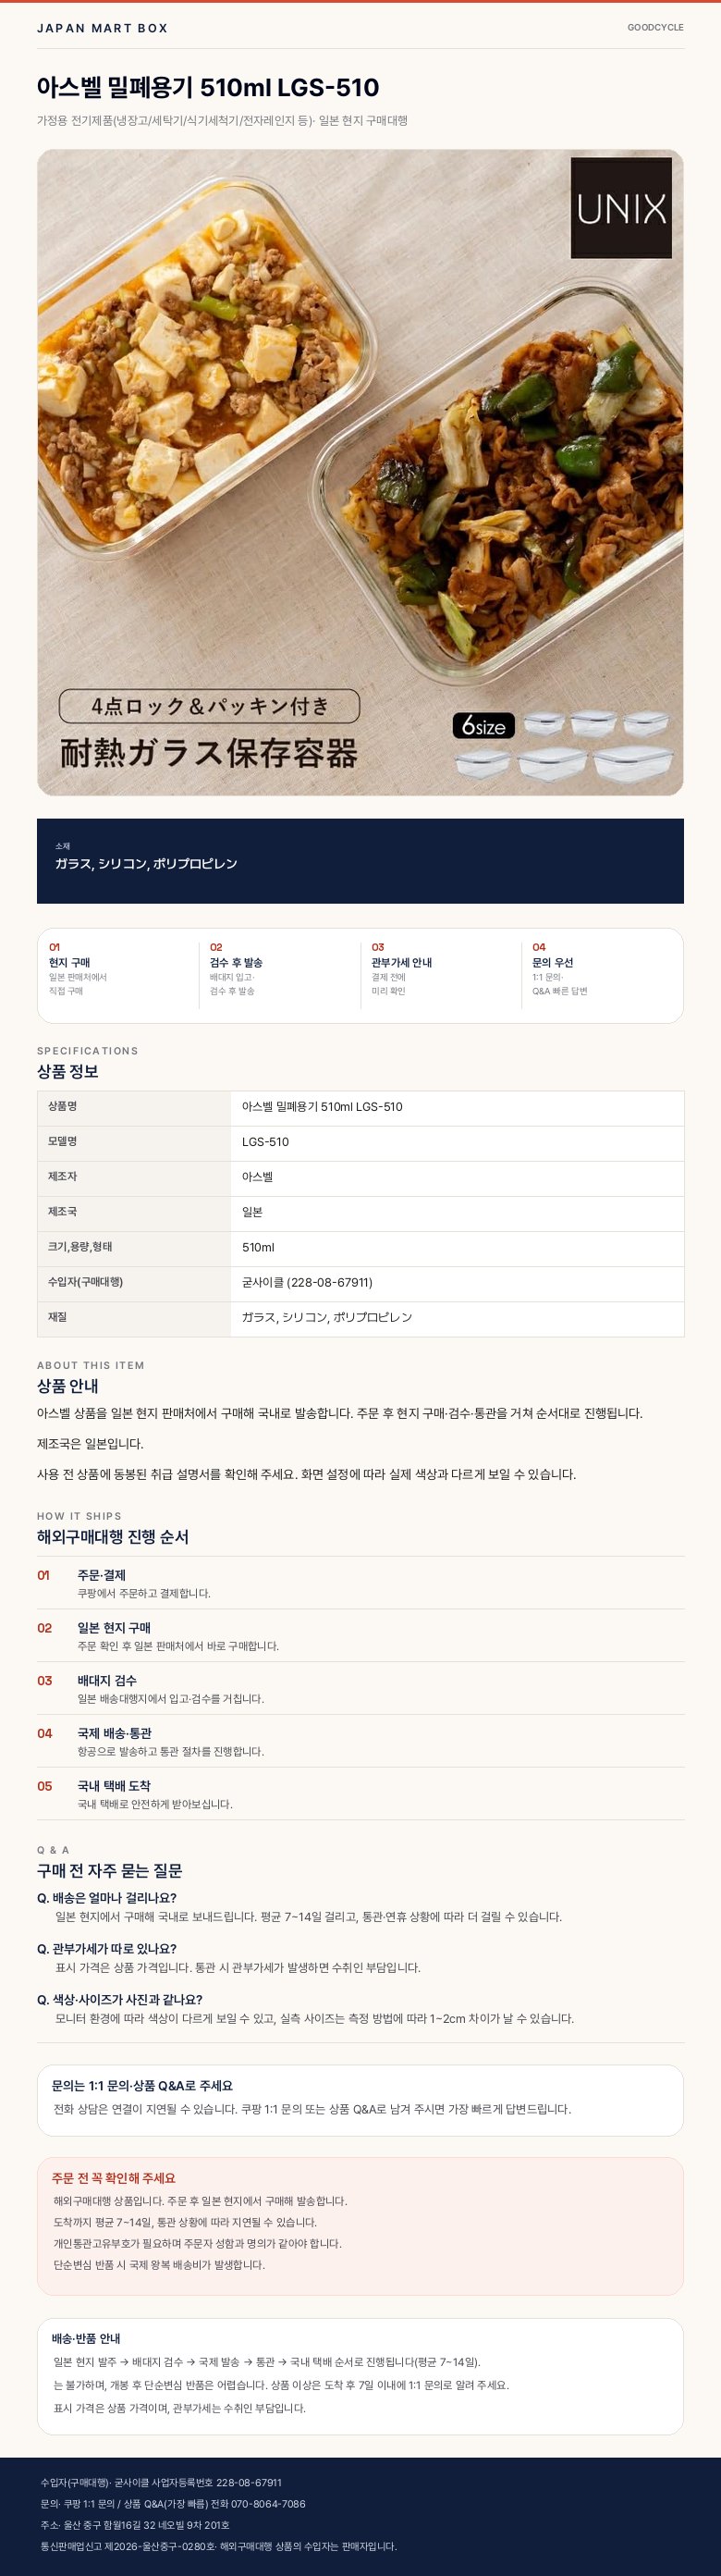 JAPAN MART BOX
GOODCYCLE
아스벨 밀폐용기 510ml LGS-510
가정용 전기제품(냉장고/세탁기/식기세척기/전자레인지 등)· 일본 현지 구매대행
UNIX
4点ロック＆パッキン付き
耐熱ガラス保存容器
6size
소재
ガラス, シリコン, ポリプロピレン
01
현지 구매
일본 판매처에서
직접 구매
02
검수 후 발송
배대지 입고·
검수 후 발송
03
관부가세 안내
결제 전에
미리 확인
04
문의 우선
1:1 문의·
Q&A 빠른 답변
SPECIFICATIONS
상품 정보
상품명 아스벨 밀폐용기 510ml LGS-510
모델명 LGS-510
제조자 아스벨
제조국 일본
크기,용량,형태 510ml
수입자(구매대행) 굳사이클 (228-08-67911)
재질 ガラス, シリコン, ポリプロピレン
ABOUT THIS ITEM
상품 안내
아스벨 상품을 일본 현지 판매처에서 구매해 국내로 발송합니다. 주문 후 현지 구매·검수·통관을 거쳐 순서대로 진행됩니다.
제조국은 일본입니다.
사용 전 상품에 동봉된 취급 설명서를 확인해 주세요. 화면 설정에 따라 실제 색상과 다르게 보일 수 있습니다.
HOW IT SHIPS
해외구매대행 진행 순서
01 주문·결제
쿠팡에서 주문하고 결제합니다.
02 일본 현지 구매
주문 확인 후 일본 판매처에서 바로 구매합니다.
03 배대지 검수
일본 배송대행지에서 입고·검수를 거칩니다.
04 국제 배송·통관
항공으로 발송하고 통관 절차를 진행합니다.
05 국내 택배 도착
국내 택배로 안전하게 받아보십니다.
Q & A
구매 전 자주 묻는 질문
Q. 배송은 얼마나 걸리나요?
일본 현지에서 구매해 국내로 보내드립니다. 평균 7~14일 걸리고, 통관·연휴 상황에 따라 더 걸릴 수 있습니다.
Q. 관부가세가 따로 있나요?
표시 가격은 상품 가격입니다. 통관 시 관부가세가 발생하면 수취인 부담입니다.
Q. 색상·사이즈가 사진과 같나요?
모니터 환경에 따라 색상이 다르게 보일 수 있고, 실측 사이즈는 측정 방법에 따라 1~2cm 차이가 날 수 있습니다.
문의는 1:1 문의·상품 Q&A로 주세요
전화 상담은 연결이 지연될 수 있습니다. 쿠팡 1:1 문의 또는 상품 Q&A로 남겨 주시면 가장 빠르게 답변드립니다.
주문 전 꼭 확인해 주세요
해외구매대행 상품입니다. 주문 후 일본 현지에서 구매해 발송합니다.
도착까지 평균 7~14일, 통관 상황에 따라 지연될 수 있습니다.
개인통관고유부호가 필요하며 주문자 성함과 명의가 같아야 합니다.
단순변심 반품 시 국제 왕복 배송비가 발생합니다.
배송·반품 안내
일본 현지 발주 → 배대지 검수 → 국제 발송 → 통관 → 국내 택배 순서로 진행됩니다(평균 7~14일).
는 불가하며, 개봉 후 단순변심 반품은 어렵습니다. 상품 이상은 도착 후 7일 이내에 1:1 문의로 알려 주세요.
표시 가격은 상품 가격이며, 관부가세는 수취인 부담입니다.
수입자(구매대행)· 굳사이클 사업자등록번호 228-08-67911
문의· 쿠팡 1:1 문의 / 상품 Q&A(가장 빠름) 전화 070-8064-7086
주소· 울산 중구 함월16길 32 네오빌 9차 201호
통신판매업신고 제2026-울산중구-0280호· 해외구매대행 상품의 수입자는 판매자입니다.